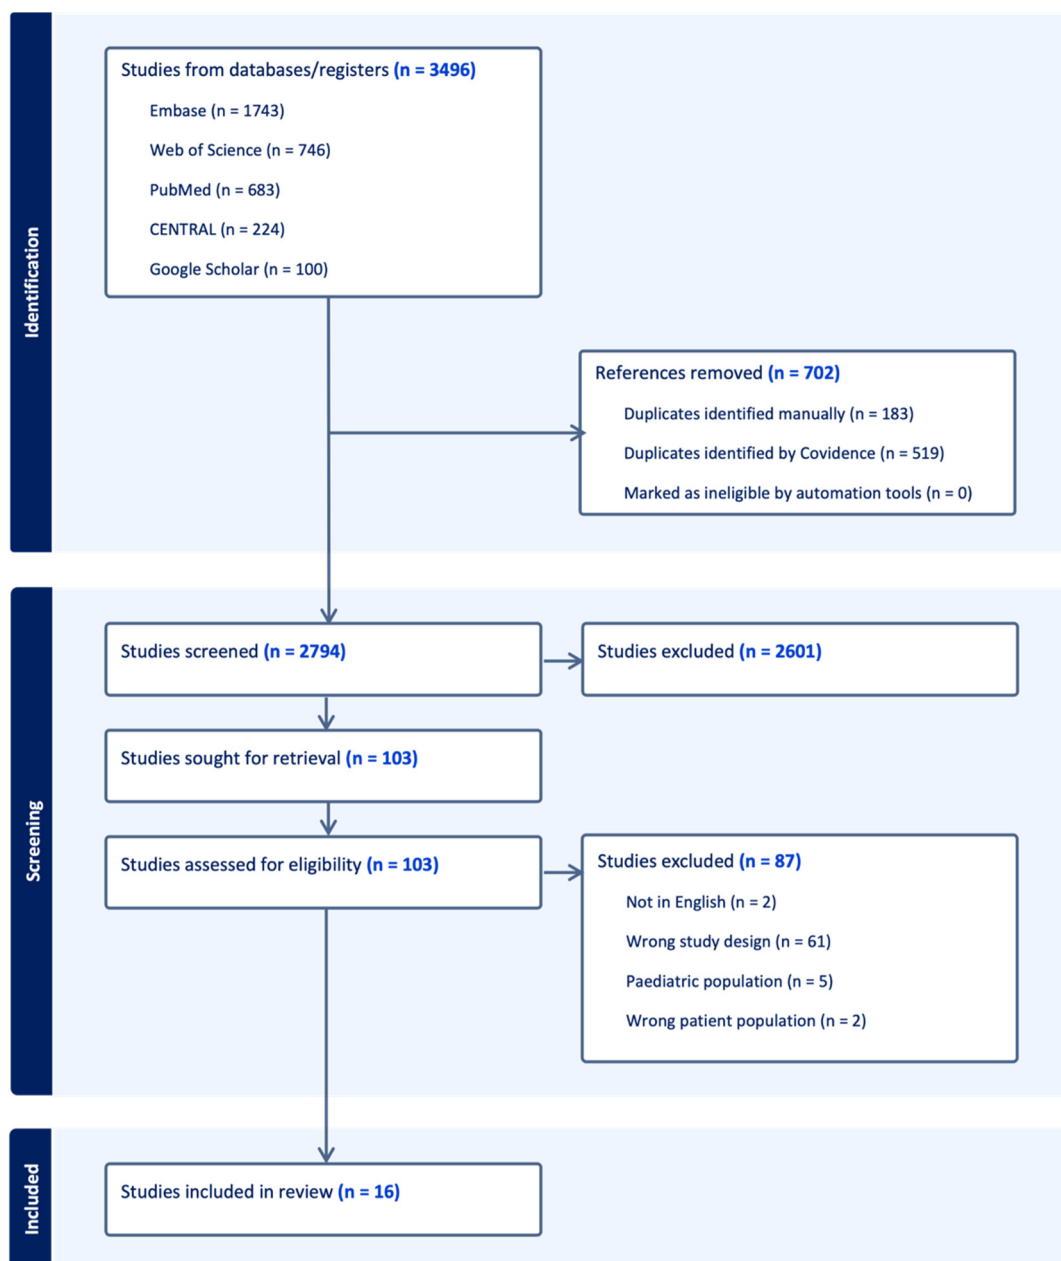 Identification
Studies from databases/registers (n = 3496)
Embase (n = 1743)
Web of Science (n = 746)
PubMed (n = 683)
CENTRAL (n = 224)
Google Scholar (n = 100)
References removed (n = 702)
Duplicates identified manually (n = 183)
Duplicates identified by Covidence (n = 519)
Marked as ineligible by automation tools (n = 0)
Screening
Studies screened (n = 2794)
Studies excluded (n = 2601)
Studies sought for retrieval (n = 103)
Studies assessed for eligibility (n = 103)
Studies excluded (n = 87)
Not in English (n = 2)
Wrong study design (n = 61)
Paediatric population (n = 5)
Wrong patient population (n = 2)
Included
Studies included in review (n = 16)